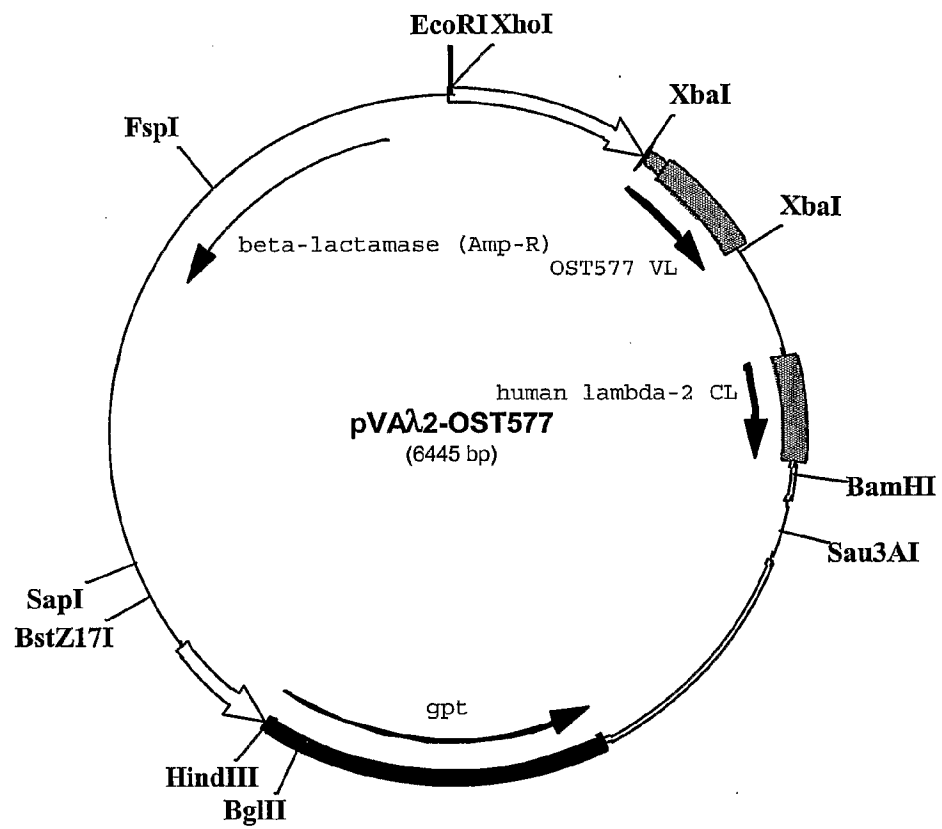 EcoRI XhoI
XbaI
FspI
XbaI
beta-lactamase (Amp-R)
OST577 VL
human lambda-2 CL
pVAλ2-OST577
(6445 bp)
BamHI
Sau3AI
SapI
BstZ17I
gpt
HindIII
BglII